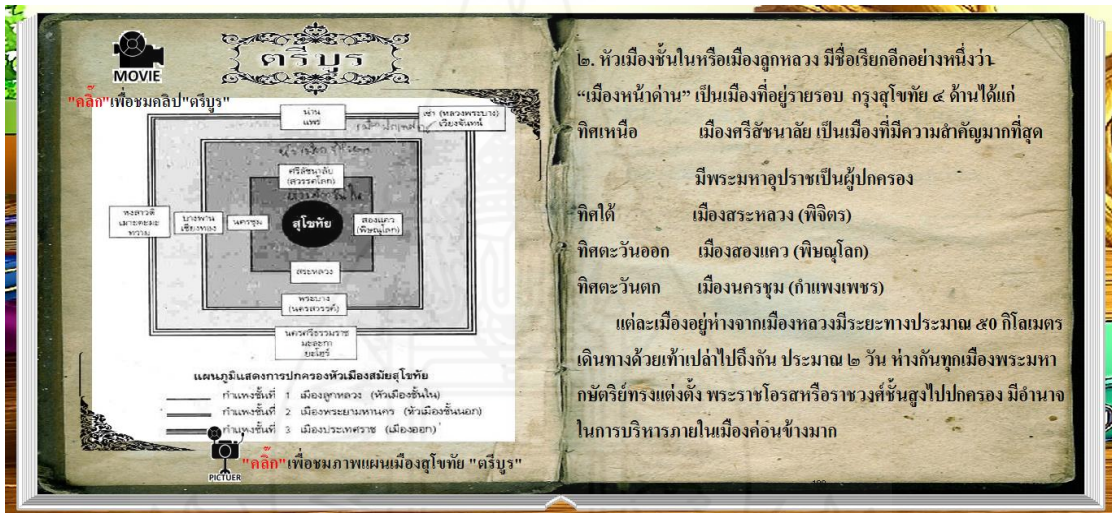 ตรีบูร
MOVIE
"คลิ๊ก"เพื่อชมคลิป"ตรีบูร"
น่าน
แพร่
เซ่า (หลวงพระบาง)
เวียงจันทน์
ศรีสัชนาลัย
(สวรรคโลก)
หงสาวดี
เมาะตะมะ
ทวาย
บางพาน
เชียงทอง
นครชุม
สุโขทัย
สองแคว
(พิษณุโลก)
สระหลวง
พระบาง
(นครสวรรค์)
นครศรีธรรมราช
มะละกา
ยะโฮร์
แผนภูมิแสดงการปกครองหัวเมืองสมัยสุโขทัย
กำแพงชั้นที่ 1 เมืองลูกหลวง (หัวเมืองชั้นใน)
กำแพงชั้นที่ 2 เมืองพระยามหานคร (หัวเมืองชั้นนอก)
กำแพงชั้นที่ 3 เมืองประเทศราช (เมืองออก)
"คลิ๊ก"เพื่อชมภาพแผนเมืองสุโขทัย "ตรีบูร"
PICTUER
๒. หัวเมืองชั้นในหรือเมืองลูกหลวง มีชื่อเรียกอีกอย่างหนึ่งว่า
“เมืองหน้าด่าน” เป็นเมืองที่อยู่รายรอบ กรุงสุโขทัย ๔ ด้านได้แก่
ทิศเหนือ เมืองศรีสัชนาลัย เป็นเมืองที่มีความสำคัญมากที่สุด
มีพระมหาอุปราชเป็นผู้ปกครอง
ทิศใต้ เมืองสระหลวง (พิจิตร)
ทิศตะวันออก เมืองสองแคว (พิษณุโลก)
ทิศตะวันตก เมืองนครชุม (กำแพงเพชร)
แต่ละเมืองอยู่ห่างจากเมืองหลวงมีระยะทางประมาณ ๕๐ กิโลเมตร
เดินทางด้วยเท้าเปล่าไปถึงกัน ประมาณ ๒ วัน ห่างกันทุกเมืองพระมหา
กษัตริย์ทรงแต่งตั้ง พระราชโอรสหรือราชวงศ์ชั้นสูงไปปกครอง มีอำนาจ
ในการบริหารภายในเมืองค่อนข้างมาก